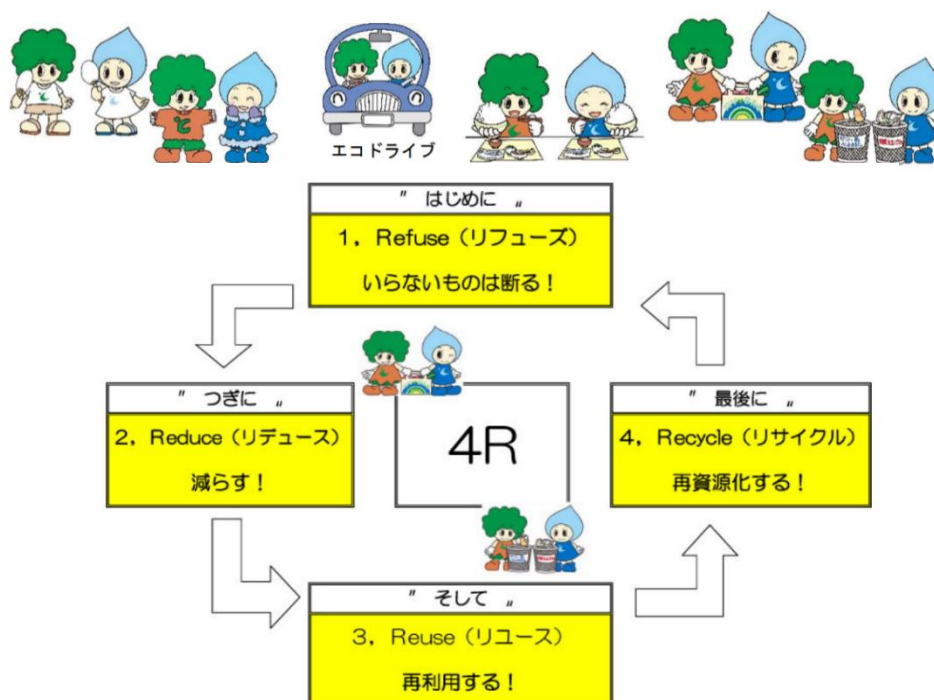 エコドライブ
〃 はじめに 〃
1，Refuse（リフューズ）
いらないものは断る！
〃 つぎに 〃
2，Reduce（リデュース）
減らす！
4R
〃 最後に 〃
4，Recycle（リサイクル）
再資源化する！
〃 そして 〃
3，Reuse（リユース）
再利用する！